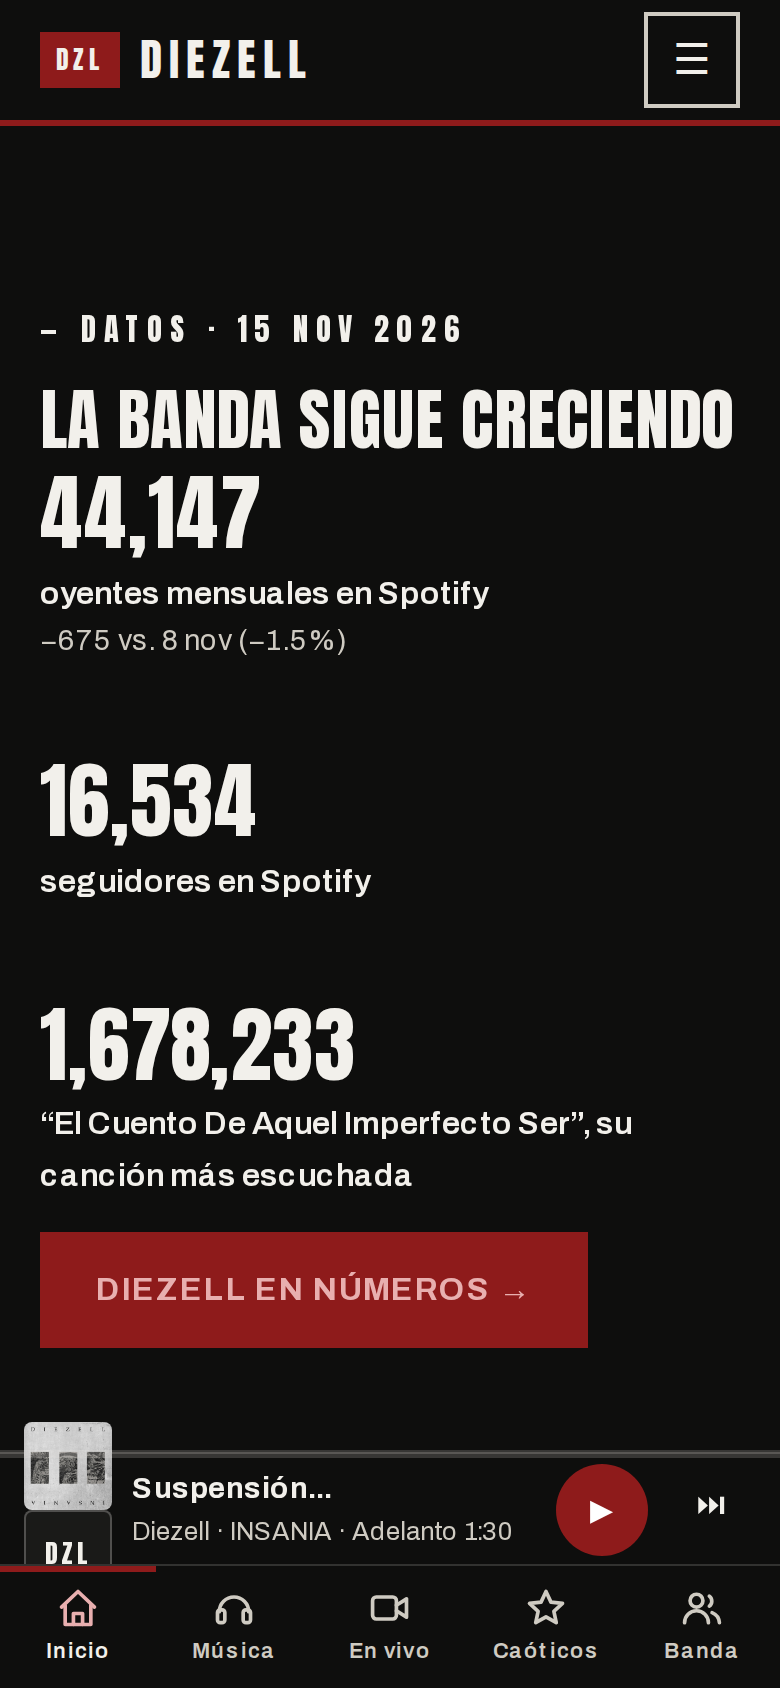 DZL DIEZELL
— DATOS · 15 NOV 2026
LA BANDA SIGUE CRECIENDO
44,147
oyentes mensuales en Spotify
−675 vs. 8 nov (−1.5%)
16,534
seguidores en Spotify
1,678,233
“El Cuento De Aquel Imperfecto Ser”, su
canción más escuchada
DIEZELL EN NÚMEROS →
DIEZELL
INSANIA
DZL
Suspensión...
Diezell · INSANIA · Adelanto 1:30
Inicio Música En vivo Caóticos Banda